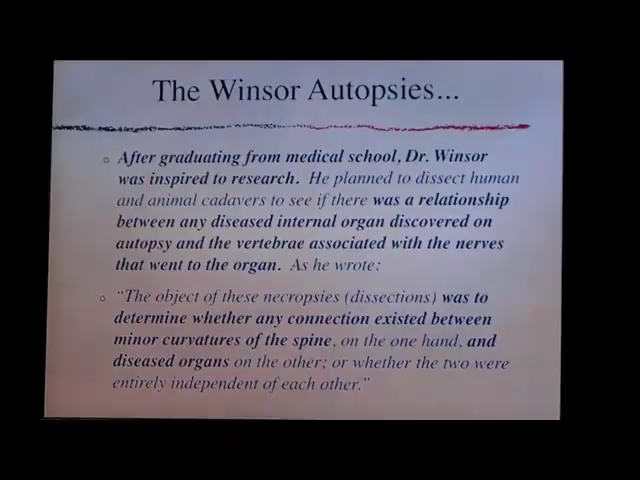 The Winsor Autopsies...
After graduating from medical school, Dr. Winsor
was inspired to research. He planned to dissect human
and animal cadavers to see if there was a relationship
between any diseased internal organ discovered on
autopsy and the vertebrae associated with the nerves
that went to the organ. As he wrote:
"The object of these necropsies (dissections) was to
determine whether any connection existed between
minor curvatures of the spine, on the one hand, and
diseased organs on the other; or whether the two were
entirely independent of each other."